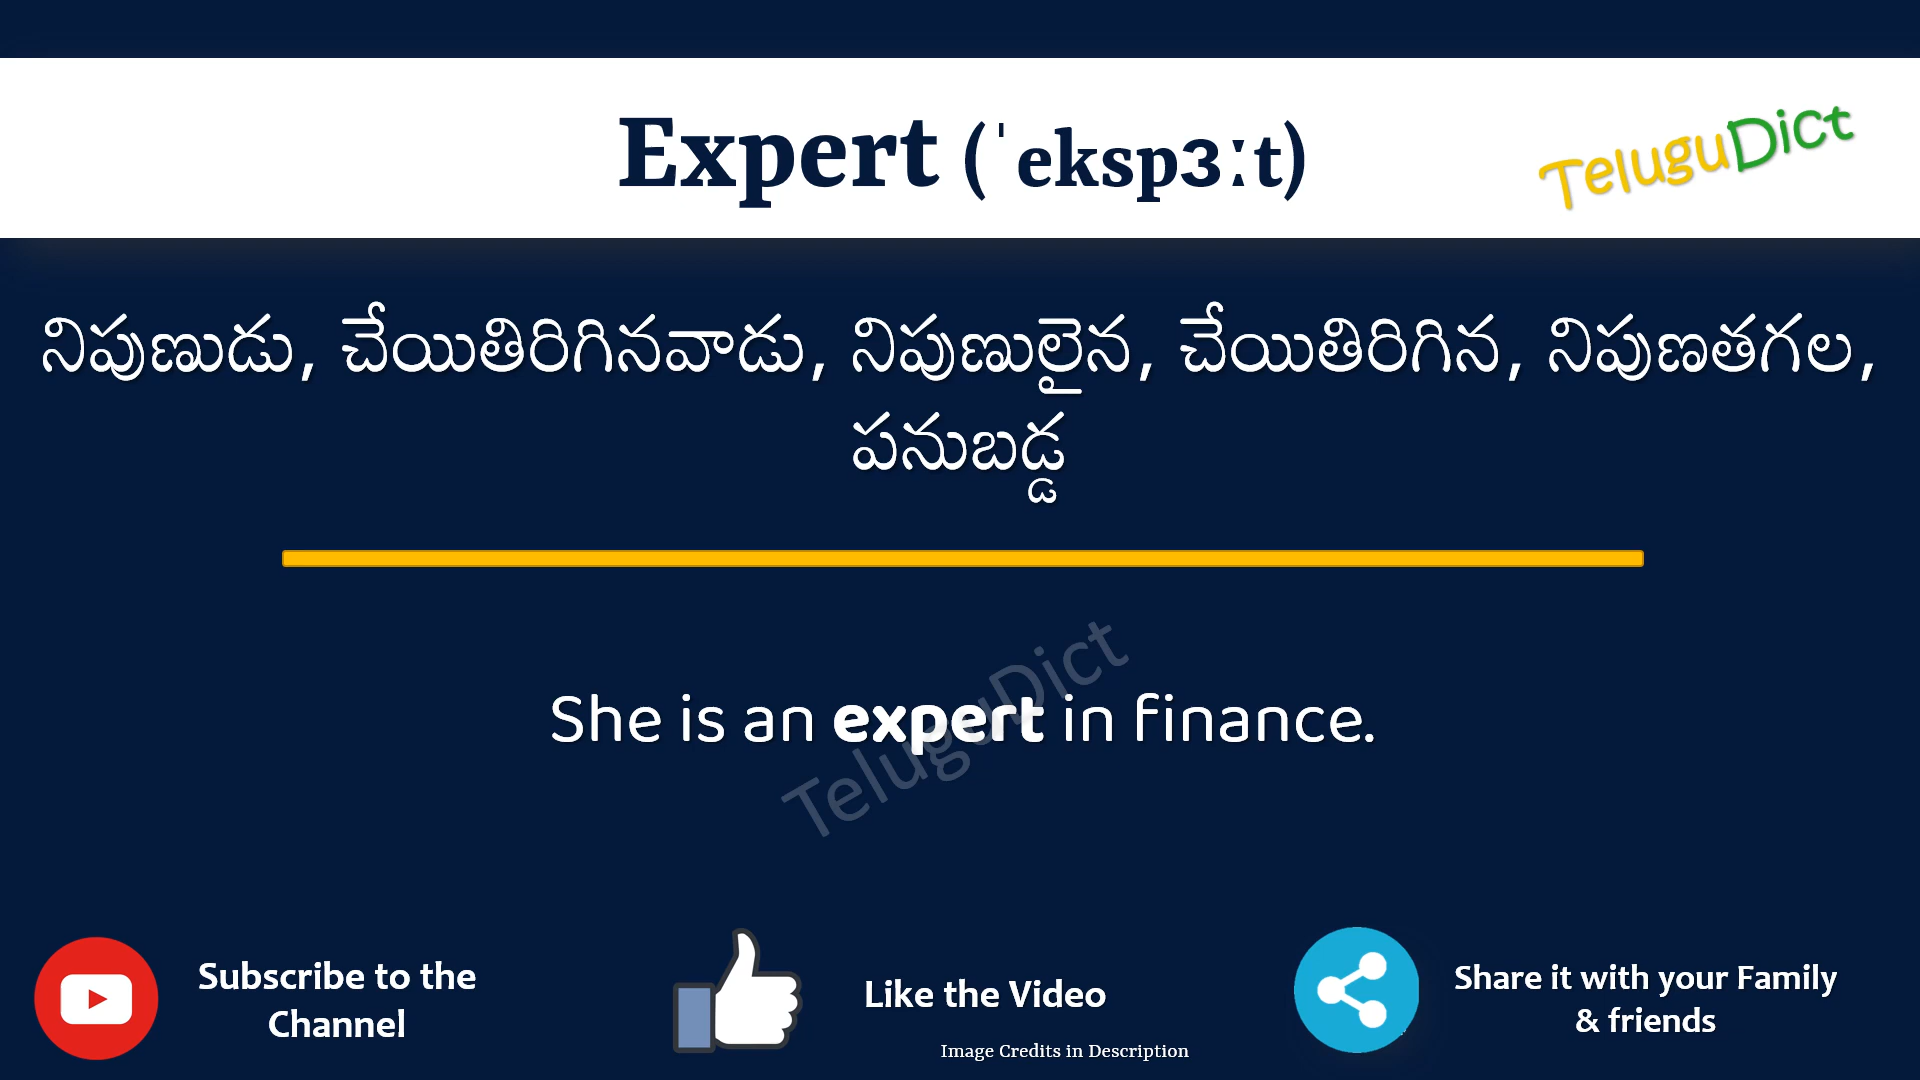 Expert (ˈekspɜːt)
TeluguDict
నిపుణుడు, చేయితిరిగినవాడు, నిపుణులైన, చేయితిరిగిన, నిపుణతగల,
పనుబడ్డ
She is an expert in finance.
TeluguDict
Subscribe to the
Channel
Like the Video
Share it with your Family
& friends
Image Credits in Description